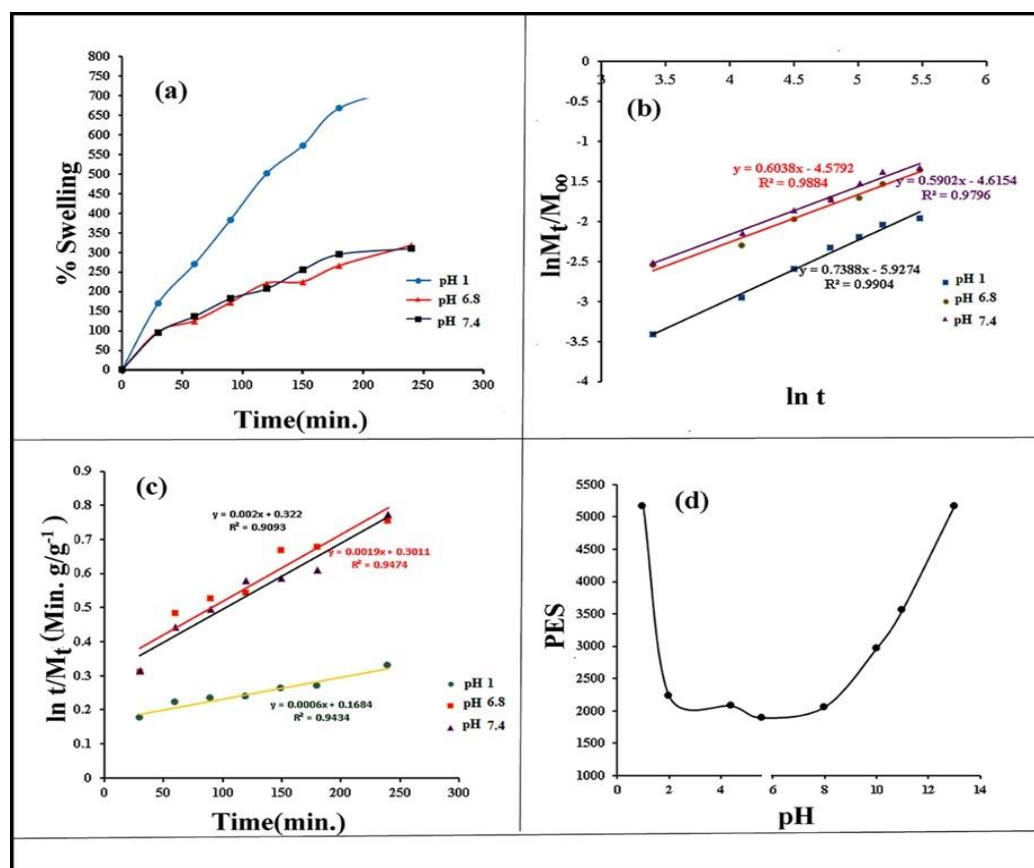 (a)
800
750
700
650
600
550
500
450
400
350
300
250
200
150
100
50
0
% Swelling
0 50 100 150 200 250 300
Time(min.)
pH 1
pH 6.8
pH 7.4
(b)
3 3.5 4 4.5 5 5.5 6
0
-0.5
-1
-1.5
-2
-2.5
-3
-3.5
-4
lnMt/Moo
y = 0.6038x - 4.5792
R² = 0.9884
y = 0.5902x - 4.6154
R² = 0.9796
y = 0.7388x - 5.9274
R² = 0.9904
pH 1
pH 6.8
pH 7.4
ln t
(c)
0.9
0.8
0.7
0.6
0.5
0.4
0.3
0.2
0.1
0
ln t/Mt (Min. g/g-1)
y = 0.002x + 0.322
R² = 0.9093
y = 0.0019x + 0.3011
R² = 0.9474
y = 0.0006x + 0.1684
R² = 0.9434
pH 1
pH 6.8
pH 7.4
0 50 100 150 200 250 300
Time(min.)
(d)
5500
5000
4500
4000
3500
3000
2500
2000
1500
1000
PES
0 2 4 6 8 10 12 14
pH